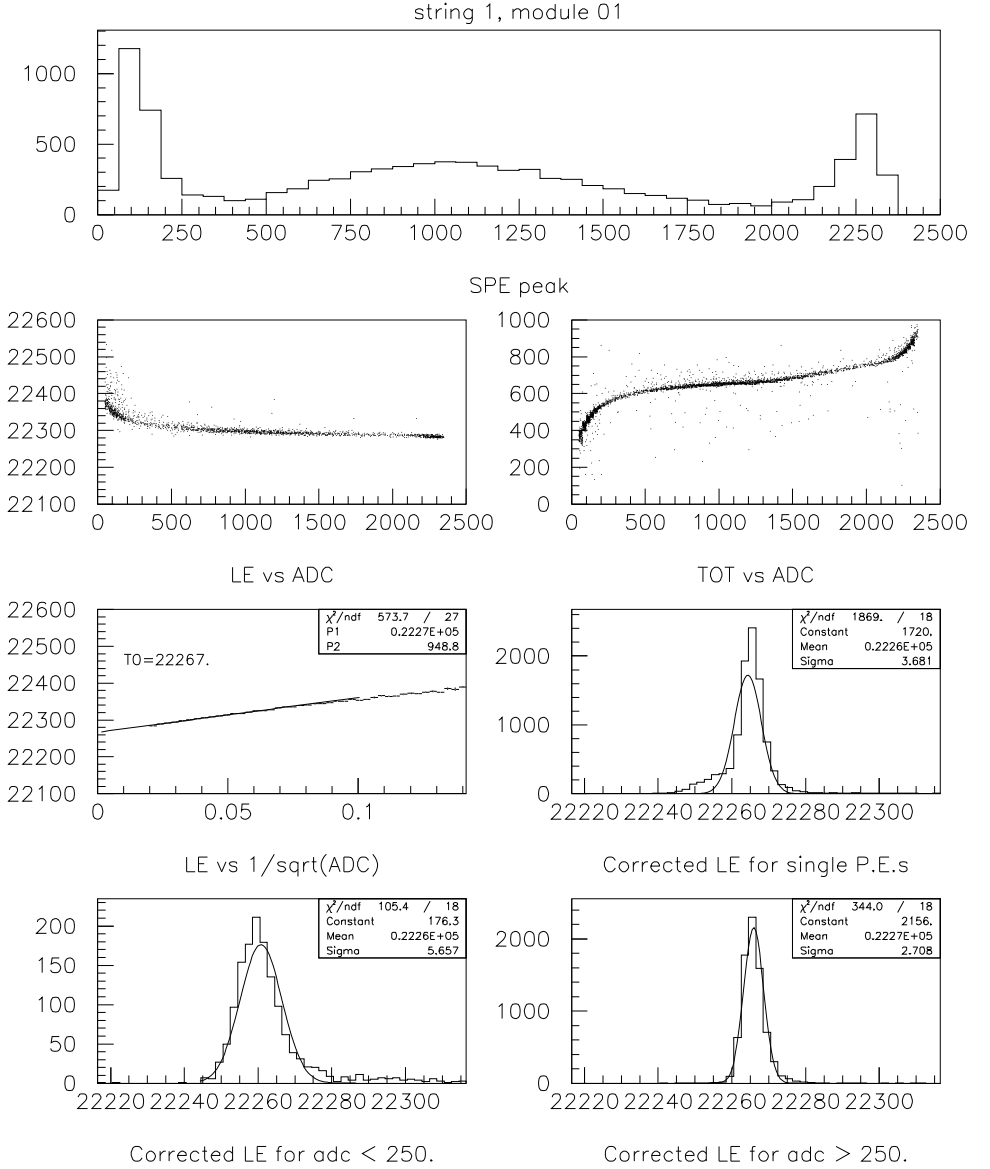 string 1, module 01
1000
500
0
0 250 500 750 1000 1250 1500 1750 2000 2250 2500
SPE peak
22600
22500
22400
22300
22200
22100
0 500 1000 1500 2000 2500
LE vs ADC
1000
800
600
400
200
0
0 500 1000 1500 2000 2500
TOT vs ADC
22600
22500
22400
22300
22200
22100
χ²/ndf 573.7 / 27
P1 0.2227E+05
P2 948.8
T0=22267.
0 0.05 0.1
LE vs 1/sqrt(ADC)
2000
1000
0
χ²/ndf 1869. / 18
Constant 1720.
Mean 0.2226E+05
Sigma 3.681
22220 22240 22260 22280 22300
Corrected LE for single P.E.s
200
150
100
50
0
χ²/ndf 105.4 / 18
Constant 176.3
Mean 0.2226E+05
Sigma 5.657
22220 22240 22260 22280 22300
Corrected LE for adc < 250.
2000
1000
0
χ²/ndf 344.0 / 18
Constant 2156.
Mean 0.2227E+05
Sigma 2.708
22220 22240 22260 22280 22300
Corrected LE for adc > 250.